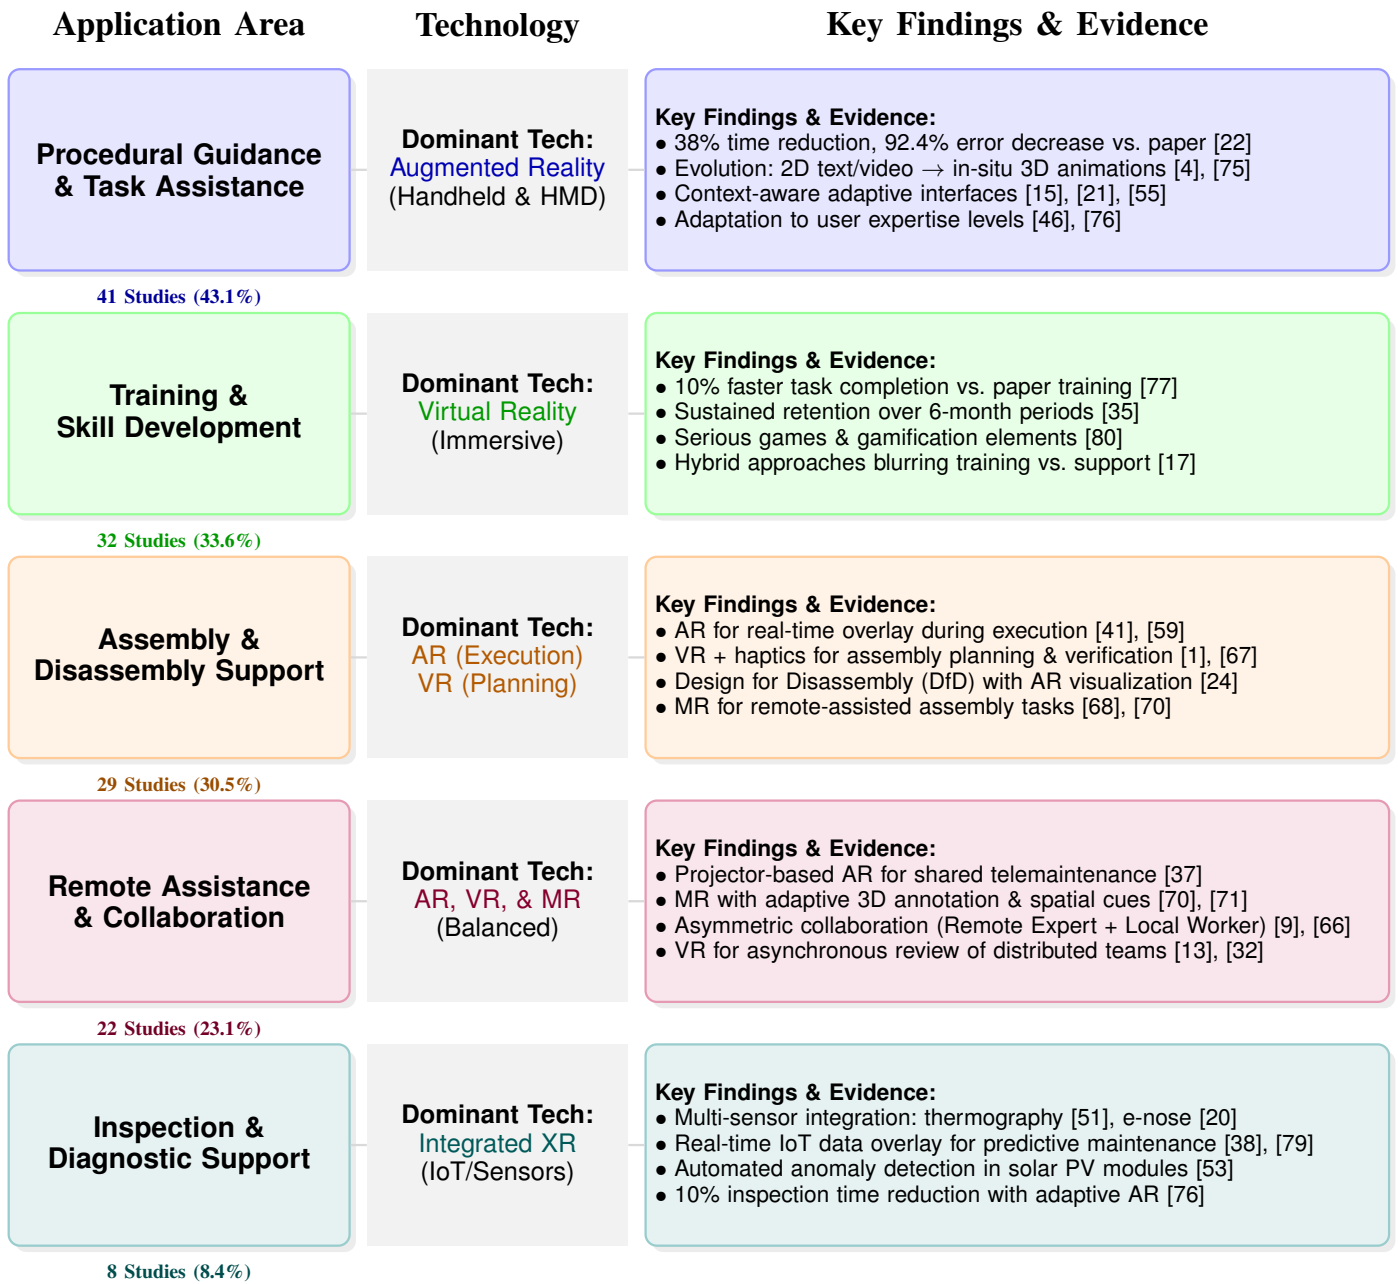 Application Area
Technology
Key Findings & Evidence
Procedural Guidance
& Task Assistance
41 Studies (43.1%)
Dominant Tech:
Augmented Reality
(Handheld & HMD)
Key Findings & Evidence:
● 38% time reduction, 92.4% error decrease vs. paper [22]
● Evolution: 2D text/video → in-situ 3D animations [4], [75]
● Context-aware adaptive interfaces [15], [21], [55]
● Adaptation to user expertise levels [46], [76]
Training &
Skill Development
32 Studies (33.6%)
Dominant Tech:
Virtual Reality
(Immersive)
Key Findings & Evidence:
● 10% faster task completion vs. paper training [77]
● Sustained retention over 6-month periods [35]
● Serious games & gamification elements [80]
● Hybrid approaches blurring training vs. support [17]
Assembly &
Disassembly Support
29 Studies (30.5%)
Dominant Tech:
AR (Execution)
VR (Planning)
Key Findings & Evidence:
● AR for real-time overlay during execution [41], [59]
● VR + haptics for assembly planning & verification [1], [67]
● Design for Disassembly (DfD) with AR visualization [24]
● MR for remote-assisted assembly tasks [68], [70]
Remote Assistance
& Collaboration
22 Studies (23.1%)
Dominant Tech:
AR, VR, & MR
(Balanced)
Key Findings & Evidence:
● Projector-based AR for shared telemaintenance [37]
● MR with adaptive 3D annotation & spatial cues [70], [71]
● Asymmetric collaboration (Remote Expert + Local Worker) [9], [66]
● VR for asynchronous review of distributed teams [13], [32]
Inspection &
Diagnostic Support
8 Studies (8.4%)
Dominant Tech:
Integrated XR
(IoT/Sensors)
Key Findings & Evidence:
● Multi-sensor integration: thermography [51], e-nose [20]
● Real-time IoT data overlay for predictive maintenance [38], [79]
● Automated anomaly detection in solar PV modules [53]
● 10% inspection time reduction with adaptive AR [76]